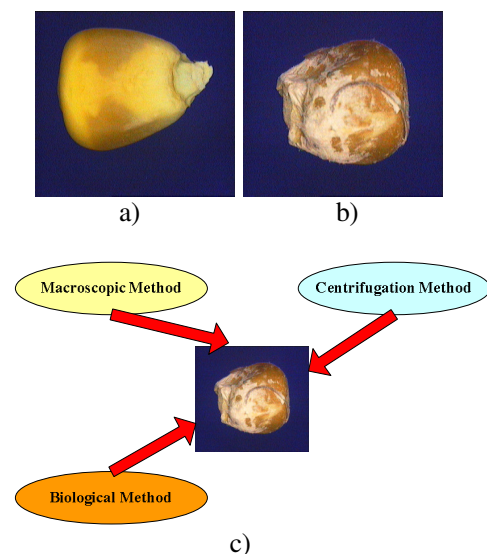 a)
b)
Macroscopic Method
Centrifugation Method
Biological Method
c)